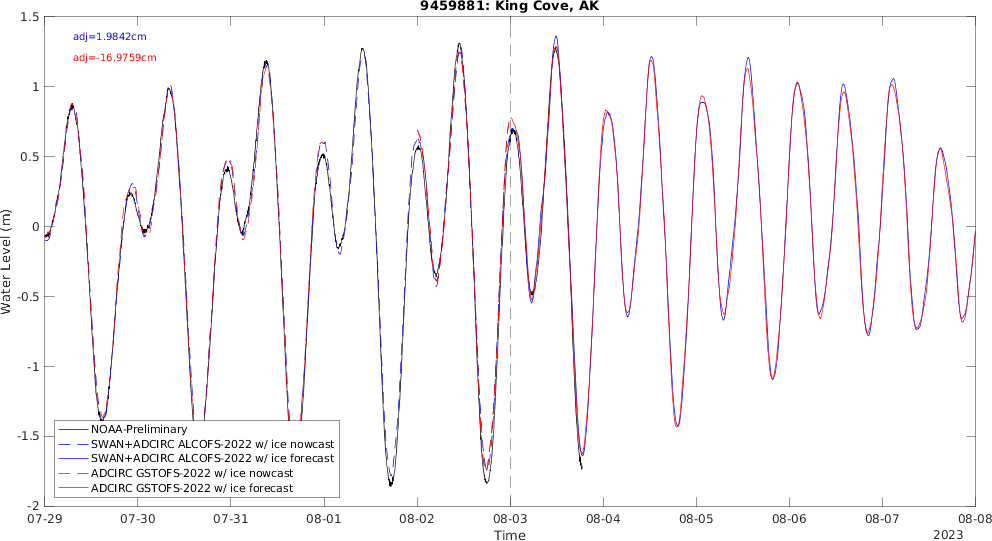 9459881: King Cove, AK
adj=1.9842cm
adj=-16.9759cm
Water Level (m)
1.5
1
0.5
0
-0.5
-1
-1.5
-2
NOAA-Preliminary
SWAN+ADCIRC ALCOFS-2022 w/ ice nowcast
SWAN+ADCIRC ALCOFS-2022 w/ ice forecast
ADCIRC GSTOFS-2022 w/ ice nowcast
ADCIRC GSTOFS-2022 w/ ice forecast
07-29 07-30 07-31 08-01 08-02 08-03 08-04 08-05 08-06 08-07 08-08
Time
2023